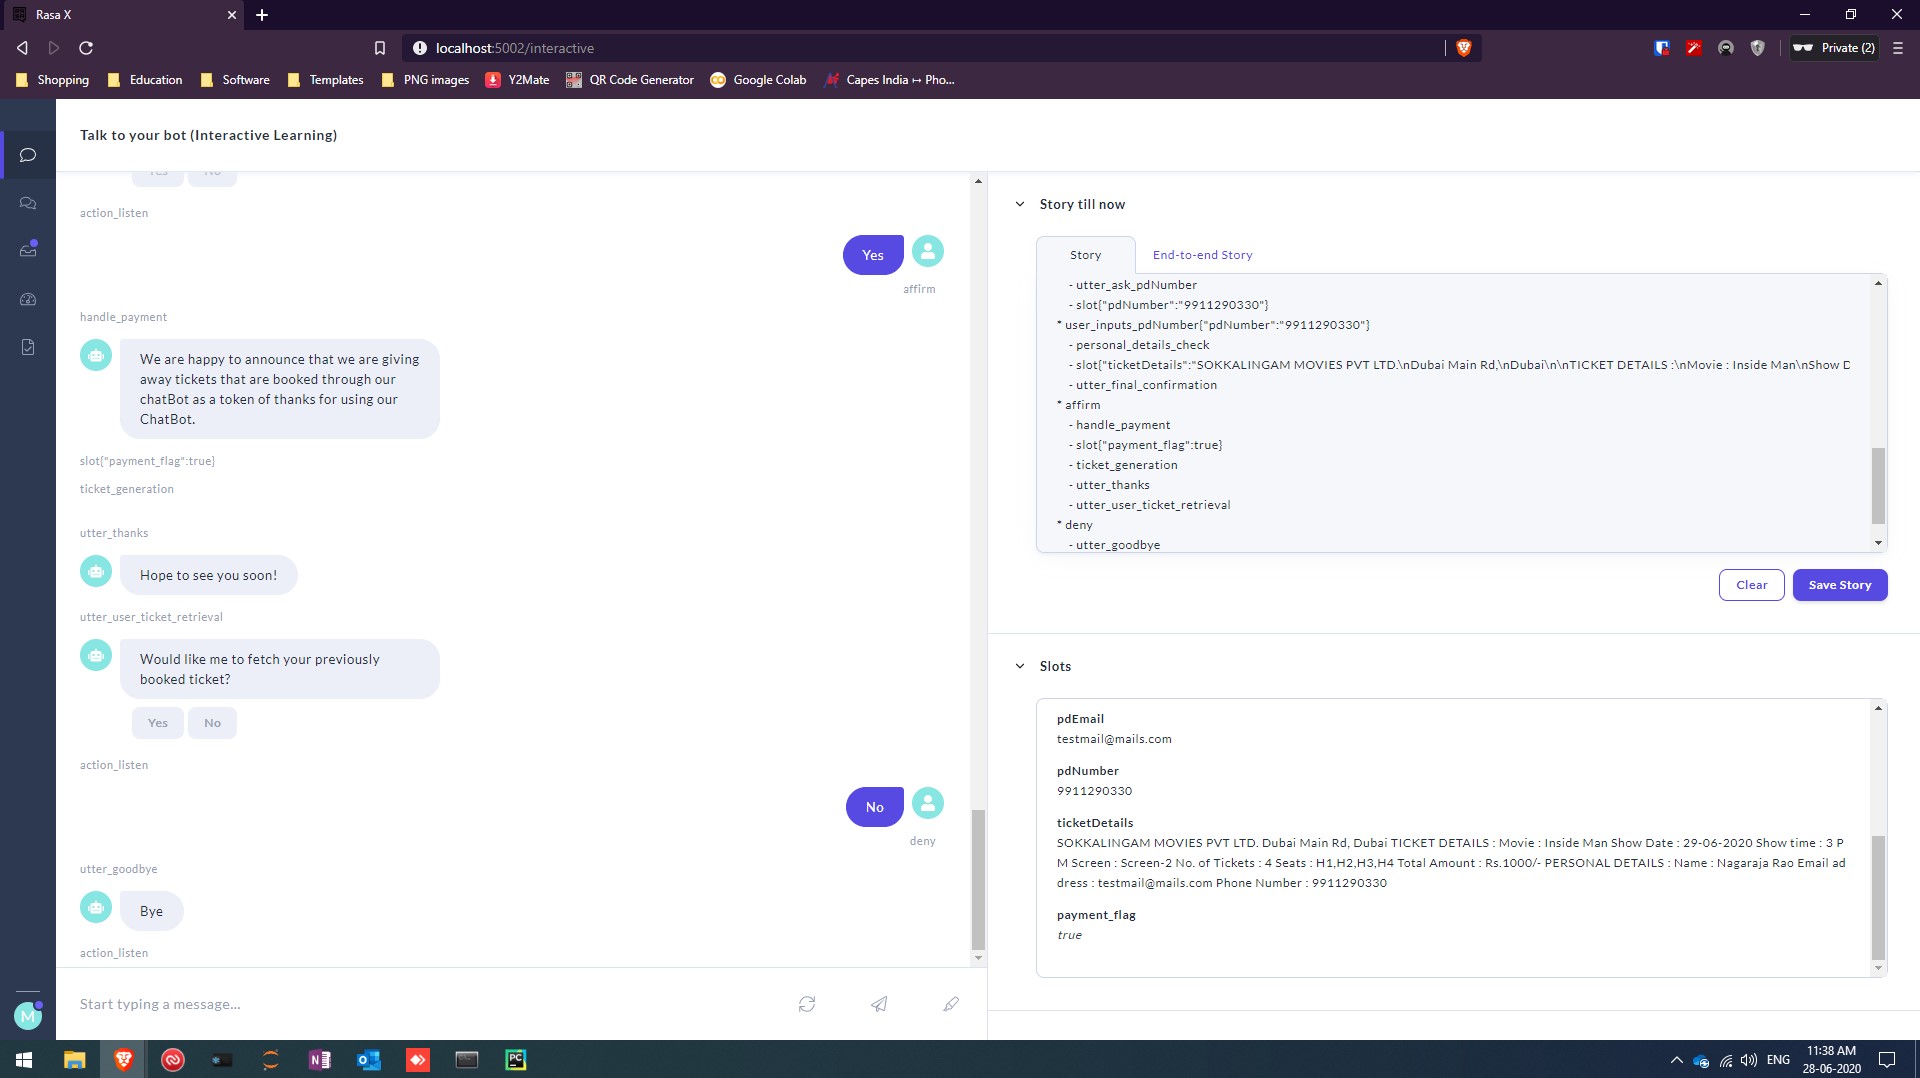 Rasa X
localhost:5002/interactive
Private (2)
Shopping
Education
Software
Templates
PNG images
Y2Mate
QR Code Generator
Google Colab
Capes India ↦ Pho...
Talk to your bot (Interactive Learning)
Yes No
action_listen
Yes
affirm
handle_payment
We are happy to announce that we are giving
away tickets that are booked through our
chatBot as a token of thanks for using our
ChatBot.
slot{"payment_flag":true}
ticket_generation
utter_thanks
Hope to see you soon!
utter_user_ticket_retrieval
Would like me to fetch your previously
booked ticket?
Yes No
action_listen
No
deny
utter_goodbye
Bye
action_listen
Start typing a message...
M
Story till now
Story
End-to-end Story
- utter_ask_pdNumber
- slot{"pdNumber":"9911290330"}
* user_inputs_pdNumber{"pdNumber":"9911290330"}
- personal_details_check
- slot{"ticketDetails":"SOKKALINGAM MOVIES PVT LTD.\nDubai Main Rd,\nDubai\n\nTICKET DETAILS :\nMovie : Inside Man\nShow D
- utter_final_confirmation
* affirm
- handle_payment
- slot{"payment_flag":true}
- ticket_generation
- utter_thanks
- utter_user_ticket_retrieval
* deny
- utter_goodbye
Clear
Save Story
Slots
pdEmail
testmail@mails.com
pdNumber
9911290330
ticketDetails
SOKKALINGAM MOVIES PVT LTD. Dubai Main Rd, Dubai TICKET DETAILS : Movie : Inside Man Show Date : 29-06-2020 Show time : 3 P
M Screen : Screen-2 No. of Tickets : 4 Seats : H1,H2,H3,H4 Total Amount : Rs.1000/- PERSONAL DETAILS : Name : Nagaraja Rao Email ad
dress : testmail@mails.com Phone Number : 9911290330
payment_flag
true
N
PC
ENG
11:38 AM
28-06-2020